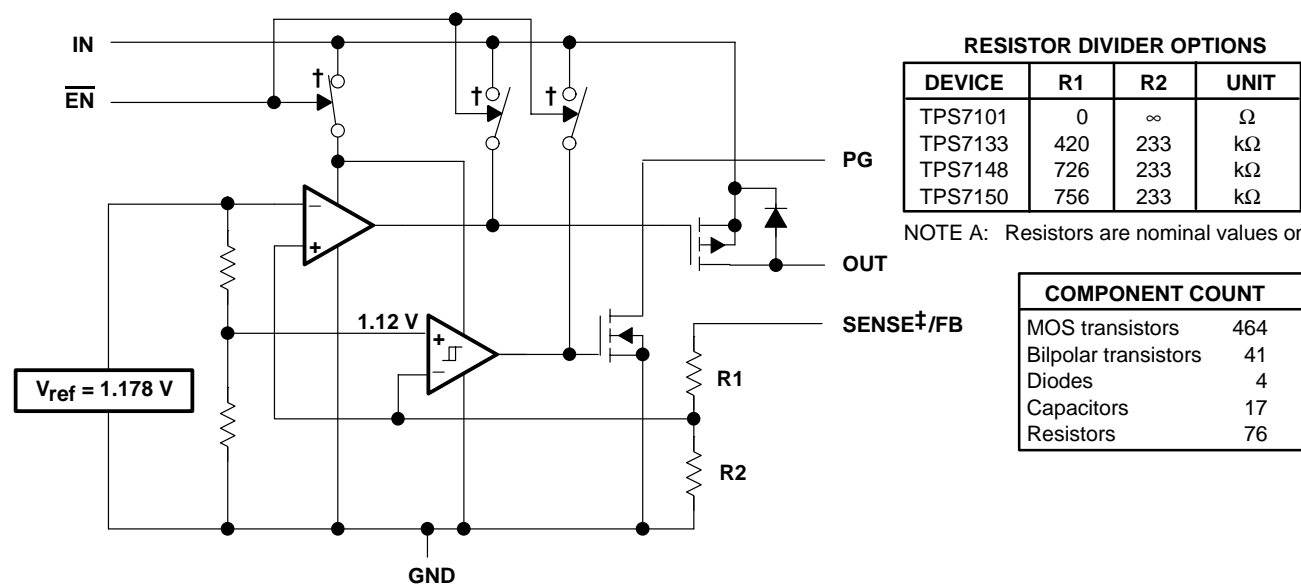 IN
EN
†
†
†
PG
OUT
SENSE‡/FB
−
+
1.12 V
+
−
Vref = 1.178 V
R1
R2
GND
RESISTOR DIVIDER OPTIONS
DEVICE R1 R2 UNIT
TPS7101 0 ∞ Ω
TPS7133 420 233 kΩ
TPS7148 726 233 kΩ
TPS7150 756 233 kΩ
NOTE A: Resistors are nominal values or
COMPONENT COUNT
MOS transistors 464
Bilpolar transistors 41
Diodes 4
Capacitors 17
Resistors 76